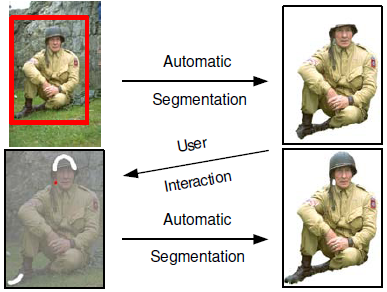 Automatic
Segmentation
User
Interaction
Automatic
Segmentation